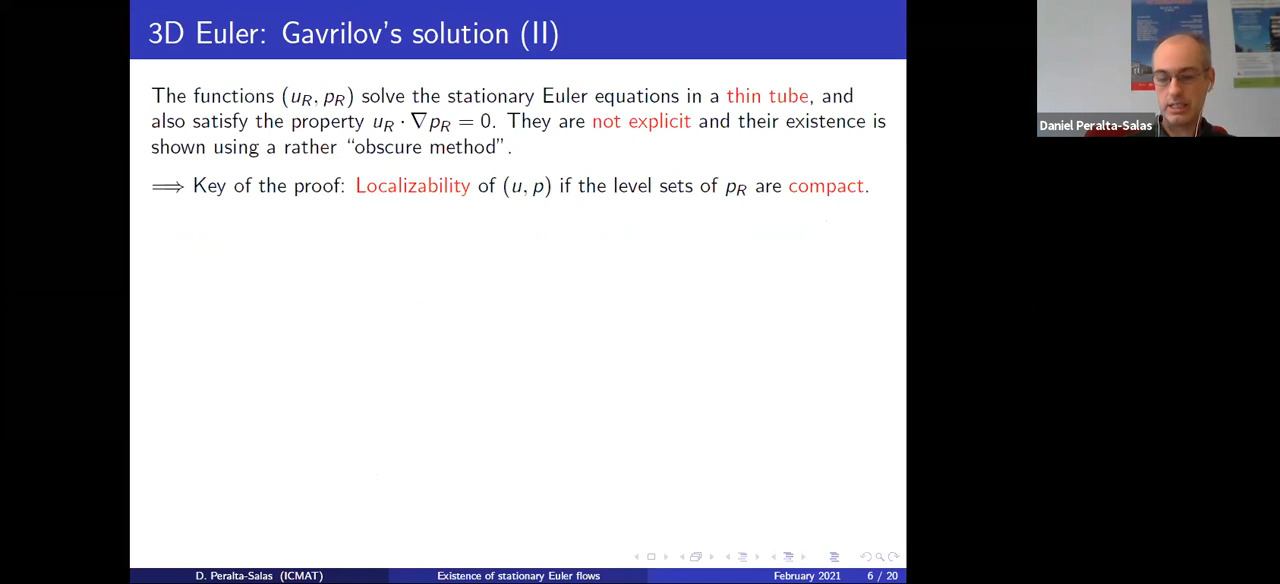 3D Euler: Gavrilov's solution (II)
The functions (u_R, p_R) solve the stationary Euler equations in a thin tube, and
also satisfy the property u_R · ∇p_R = 0. They are not explicit and their existence is
shown using a rather “obscure method”.
⟹ Key of the proof: Localizability of (u, p) if the level sets of p_R are compact.
Daniel Peralta-Salas
D. Peralta-Salas (ICMAT) Existence of stationary Euler flows February 2021 6 / 20